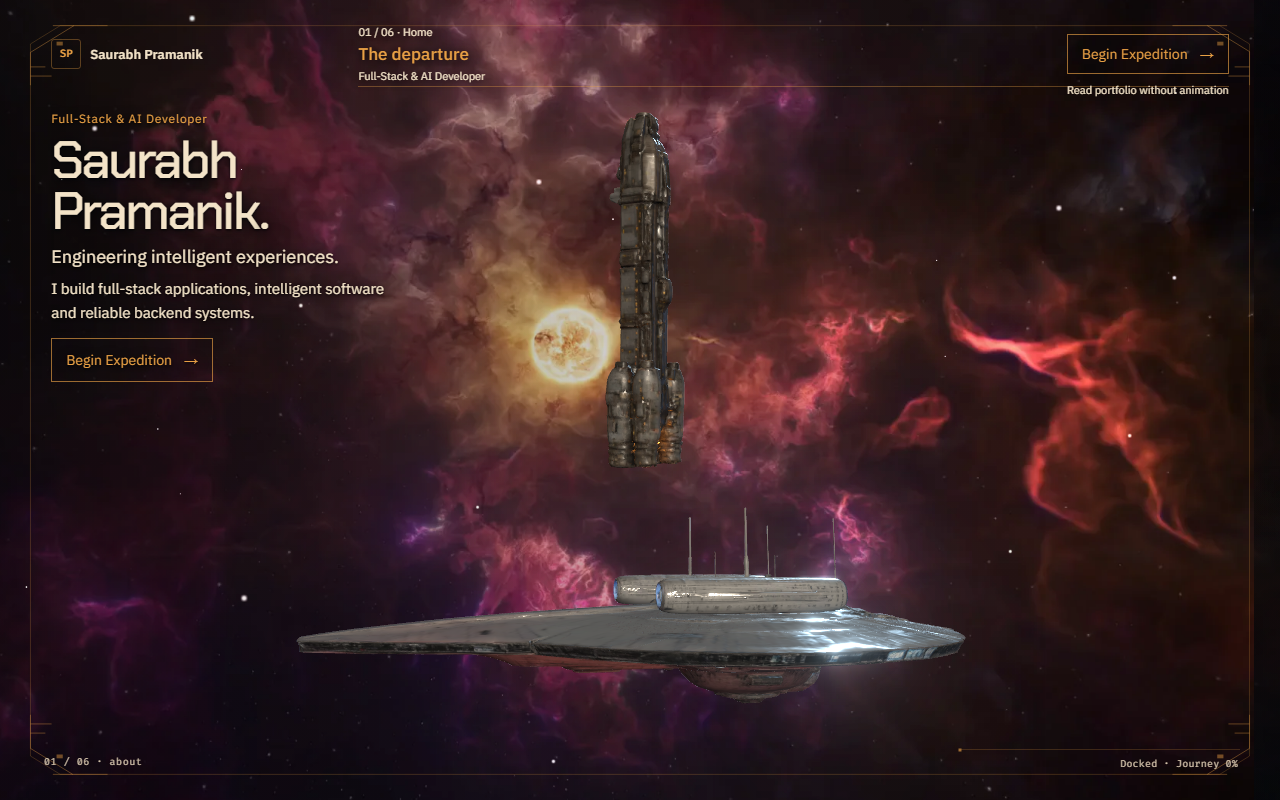 SP
Saurabh Pramanik
01 / 06 · Home
The departure
Full-Stack & AI Developer
Begin Expedition →
Read portfolio without animation
Full-Stack & AI Developer
Saurabh
Pramanik.
Engineering intelligent experiences.
I build full-stack applications, intelligent software
and reliable backend systems.
Begin Expedition →
01 / 06 · about
Docked · Journey 0%